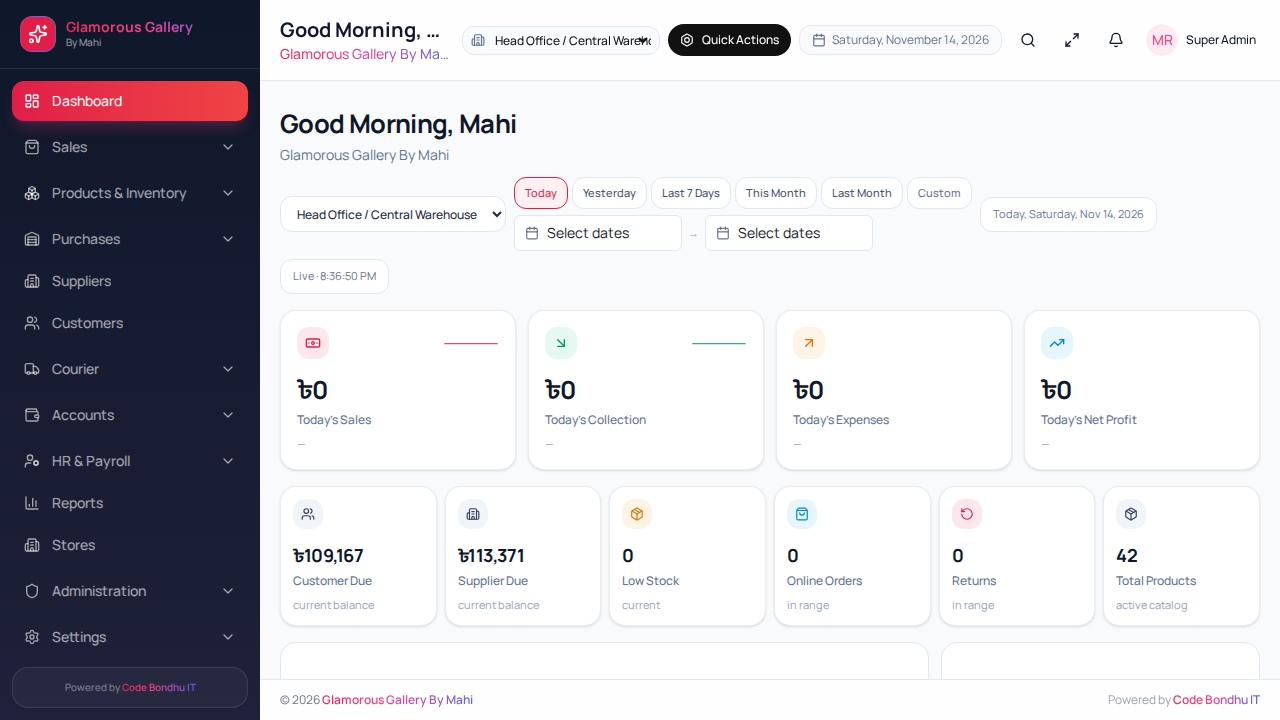 Glamorous Gallery
By Mahi
Dashboard
Sales
Products & Inventory
Purchases
Suppliers
Customers
Courier
Accounts
HR & Payroll
Reports
Stores
Administration
Settings
Powered by Code Bondhu IT
Good Morning, ...
Glamorous Gallery By Ma...
Head Office / Central Wareho
Quick Actions
Saturday, November 14, 2026
MR
Super Admin
Good Morning, Mahi
Glamorous Gallery By Mahi
Head Office / Central Warehouse
Today
Yesterday
Last 7 Days
This Month
Last Month
Custom
Select dates → Select dates
Today, Saturday, Nov 14, 2026
Live · 8:36:50 PM
৳0
Today's Sales
—
৳0
Today's Collection
—
৳0
Today's Expenses
—
৳0
Today's Net Profit
—
৳109,167
Customer Due
current balance
৳113,371
Supplier Due
current balance
0
Low Stock
current
0
Online Orders
in range
0
Returns
in range
42
Total Products
active catalog
© 2026 Glamorous Gallery By Mahi
Powered by Code Bondhu IT